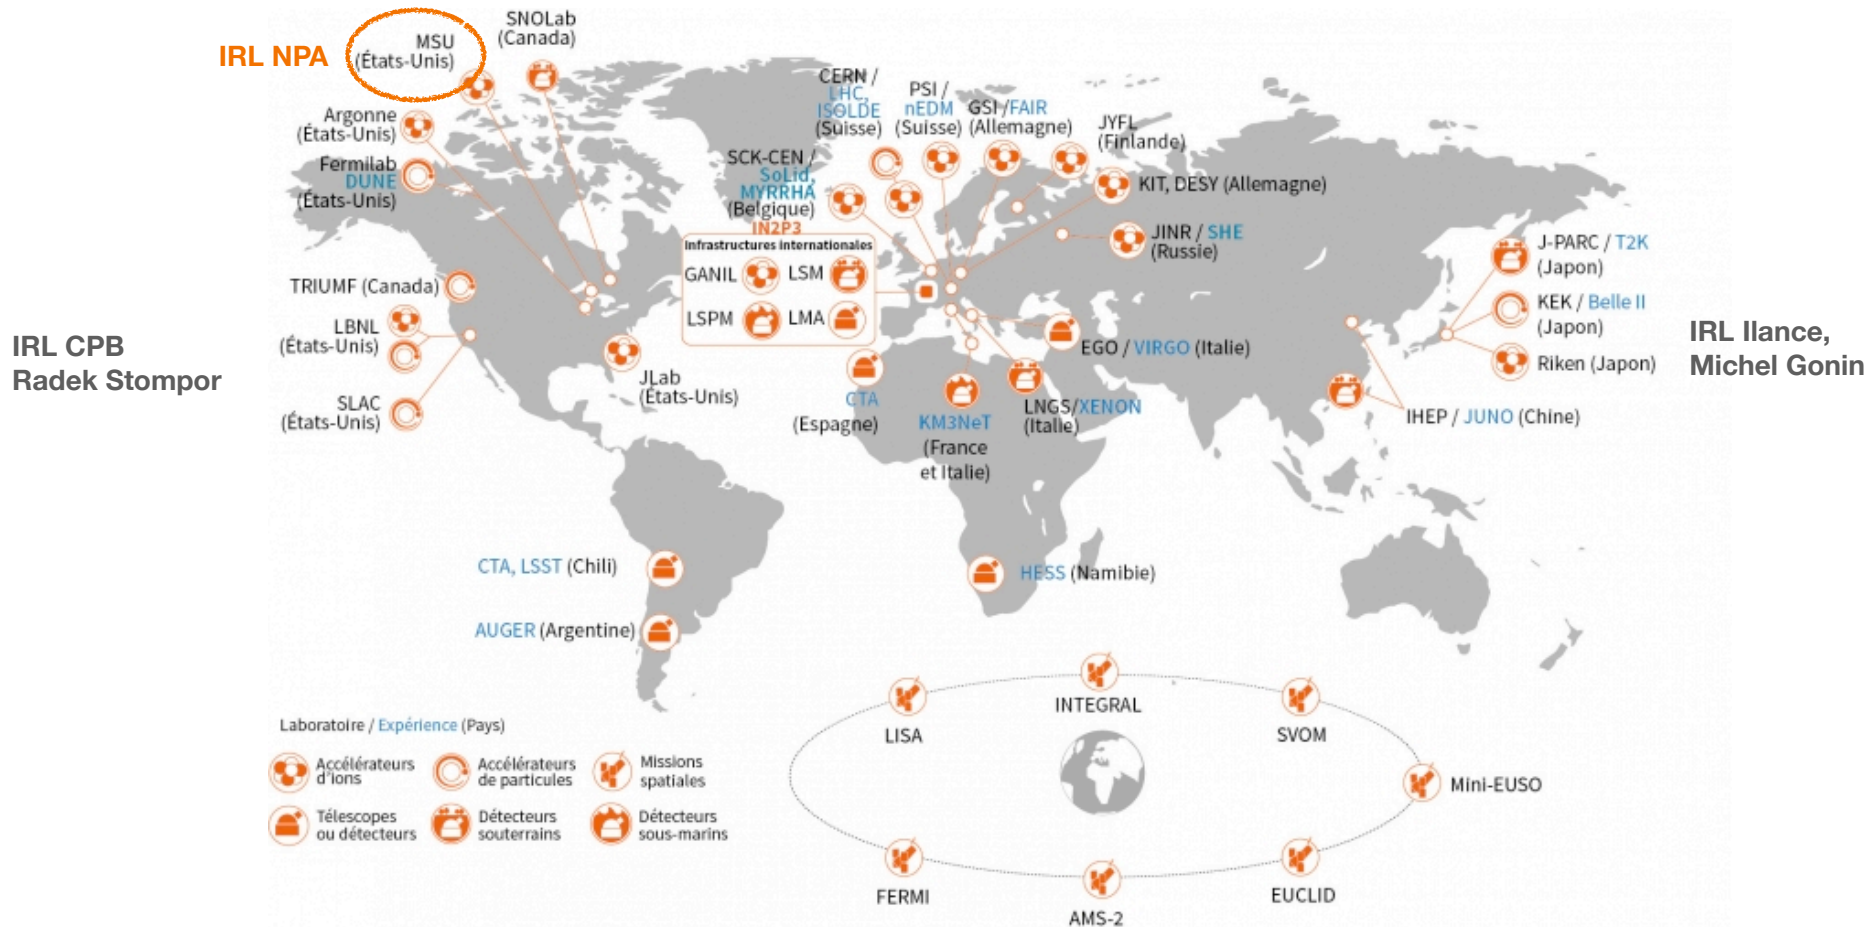 IRL NPA
MSU
(États-Unis)
SNOLab
(Canada)
Argonne
(États-Unis)
Fermilab
DUNE
(États-Unis)
CERN /
LHC,
ISOLDE
(Suisse)
PSI /
nEDM
(Suisse)
GSI /FAIR
(Allemagne)
JYFL
(Finlande)
SCK-CEN /
SoLid,
MYRRHA
(Belgique)
KIT, DESY (Allemagne)
JINR / SHE
(Russie)
IN2P3
Infrastructures internationales
GANIL
LSM
LSPM
LMA
TRIUMF (Canada)
LBNL
(États-Unis)
SLAC
(États-Unis)
JLab
(États-Unis)
IRL CPB
Radek Stompor
J-PARC / T2K
(Japon)
KEK / Belle II
(Japon)
Riken (Japon)
IRL Ilance,
Michel Gonin
EGO / VIRGO (Italie)
CTA
(Espagne)
KM3NeT
(France
et Italie)
LNGS/XENON
(Italie)
IHEP / JUNO (Chine)
CTA, LSST (Chili)
HESS (Namibie)
AUGER (Argentine)
INTEGRAL
LISA
SVOM
Mini-EUSO
FERMI
AMS-2
EUCLID
Laboratoire / Expérience (Pays)
Accélérateurs
d'ions
Accélérateurs
de particules
Missions
spatiales
Télescopes
ou détecteurs
Détecteurs
souterrains
Détecteurs
sous-marins